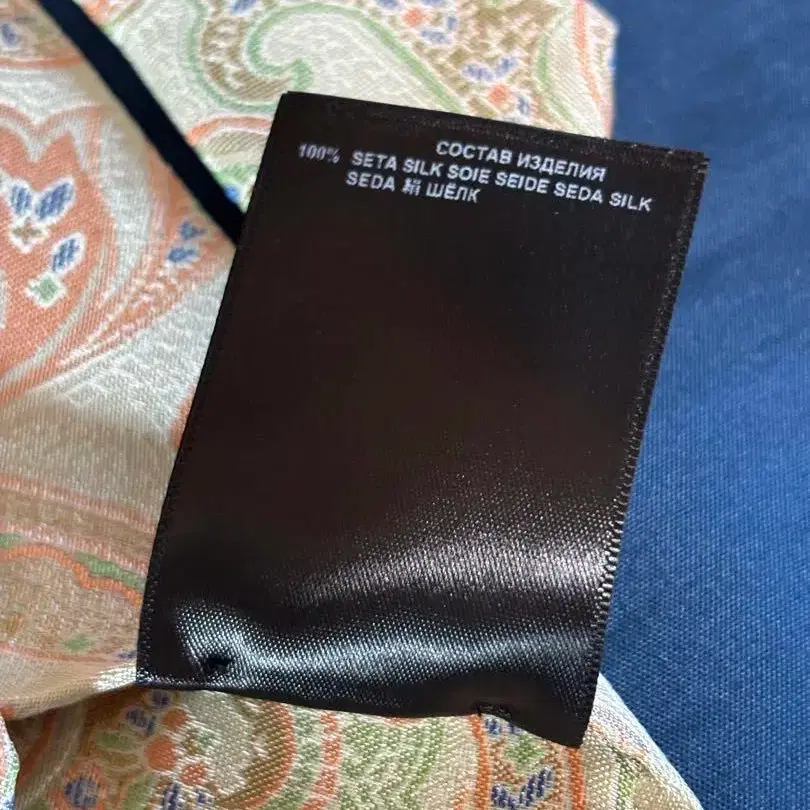 СОСТАВ ИЗДЕЛИЯ
100% SETA SILK SOIE SEIDE SEDA SILK
SEDA 絹 ШЁЛК